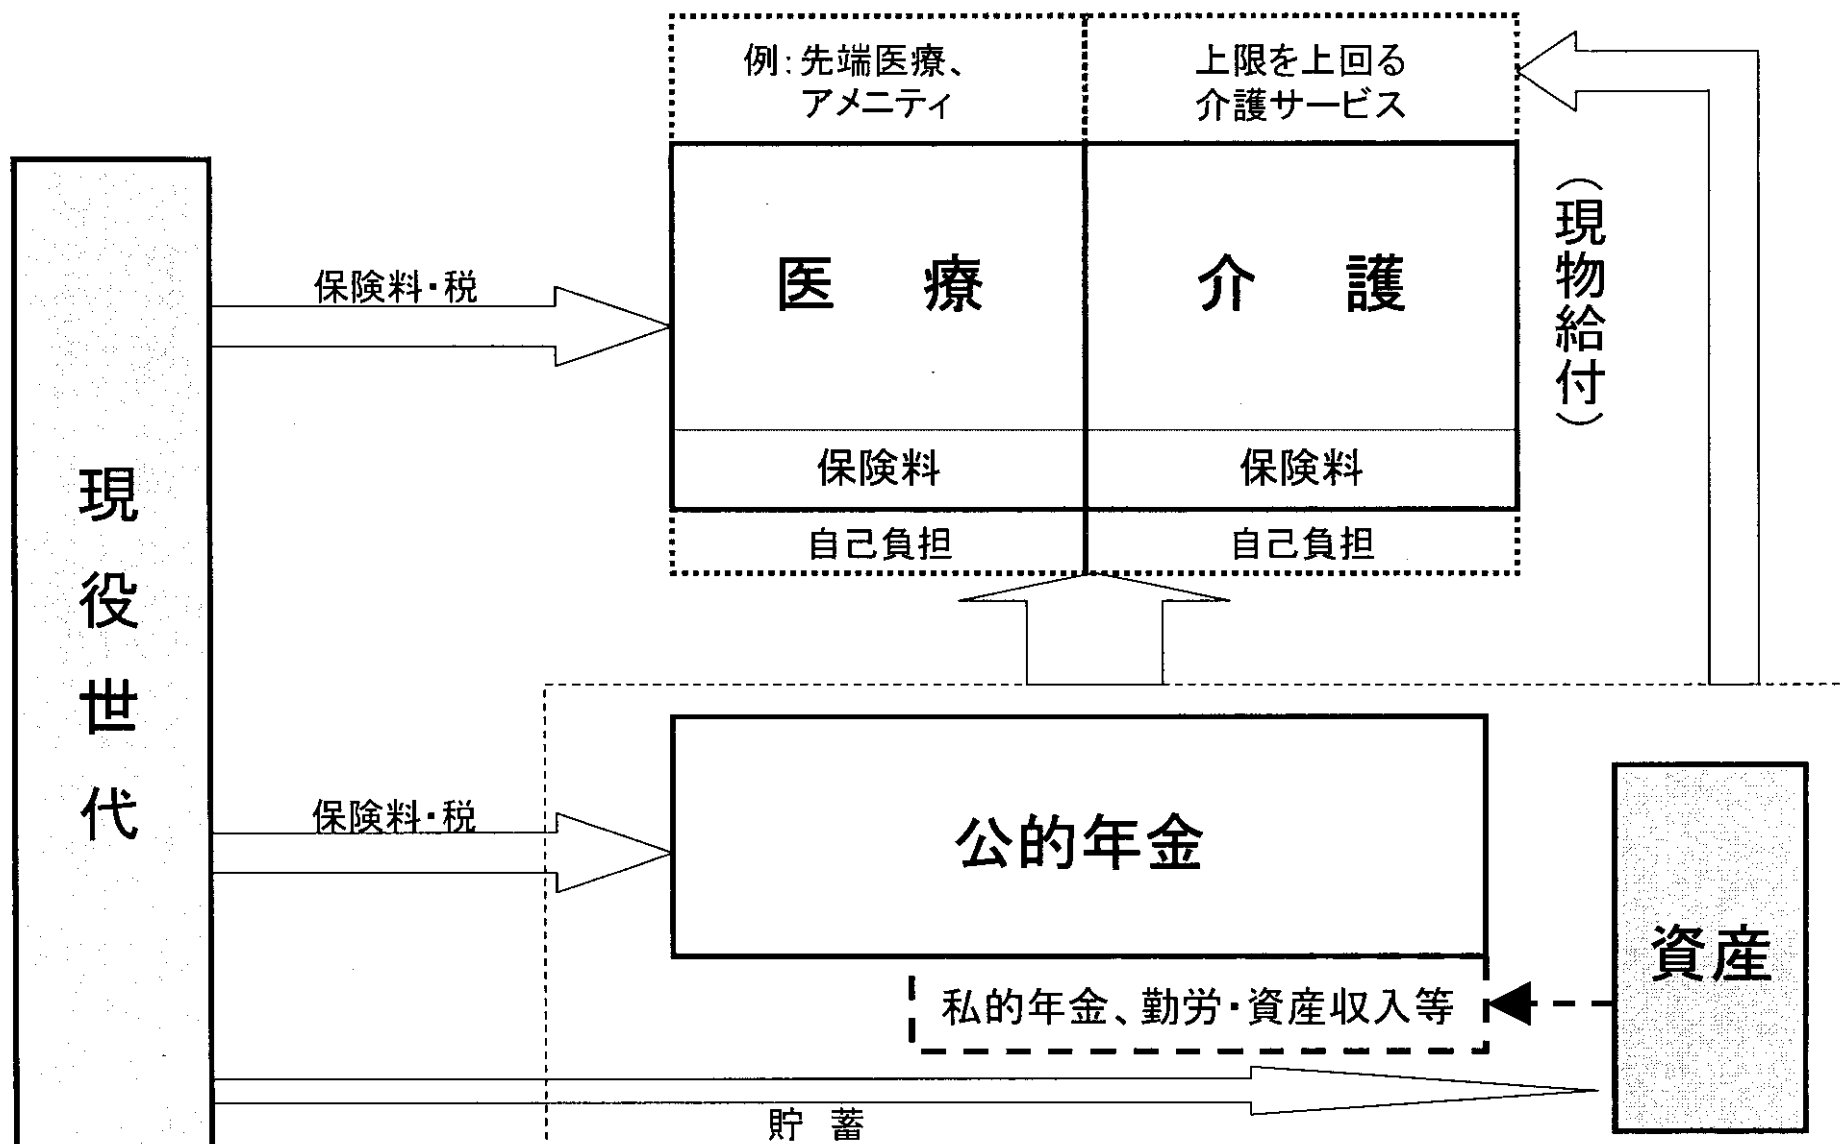 例：先端医療、
アメニティ
上限を上回る
介護サービス
医療
介護
（現物給付）
保険料・税
保険料
保険料
自己負担
自己負担
現役世代
保険料・税
公的年金
資産
私的年金、勤労・資産収入等
貯蓄